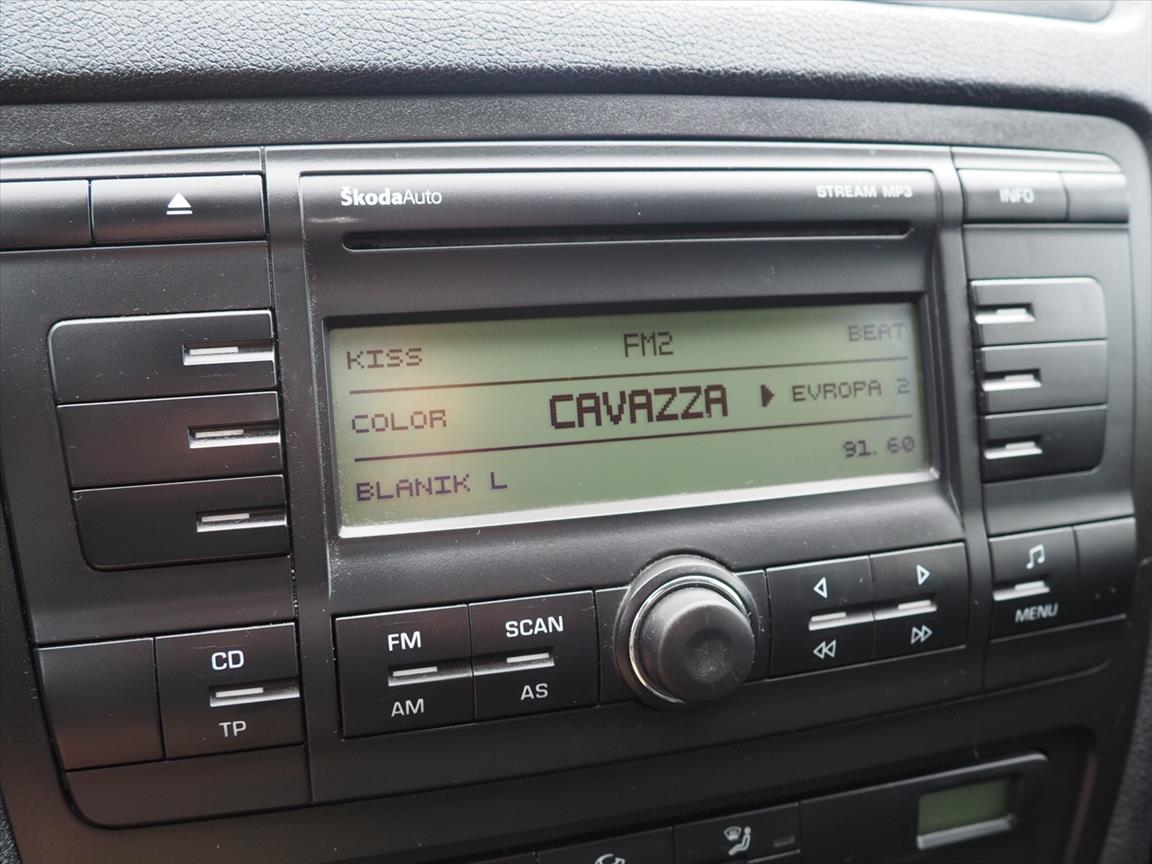 ŠkodaAuto
STREAM MP3
INFO
KISS
FM2
BEAT
COLOR
CAVAZZA
EVROPA 2
BLANIK L
91.60
MENU
FM
SCAN
AM
AS
CD
TP